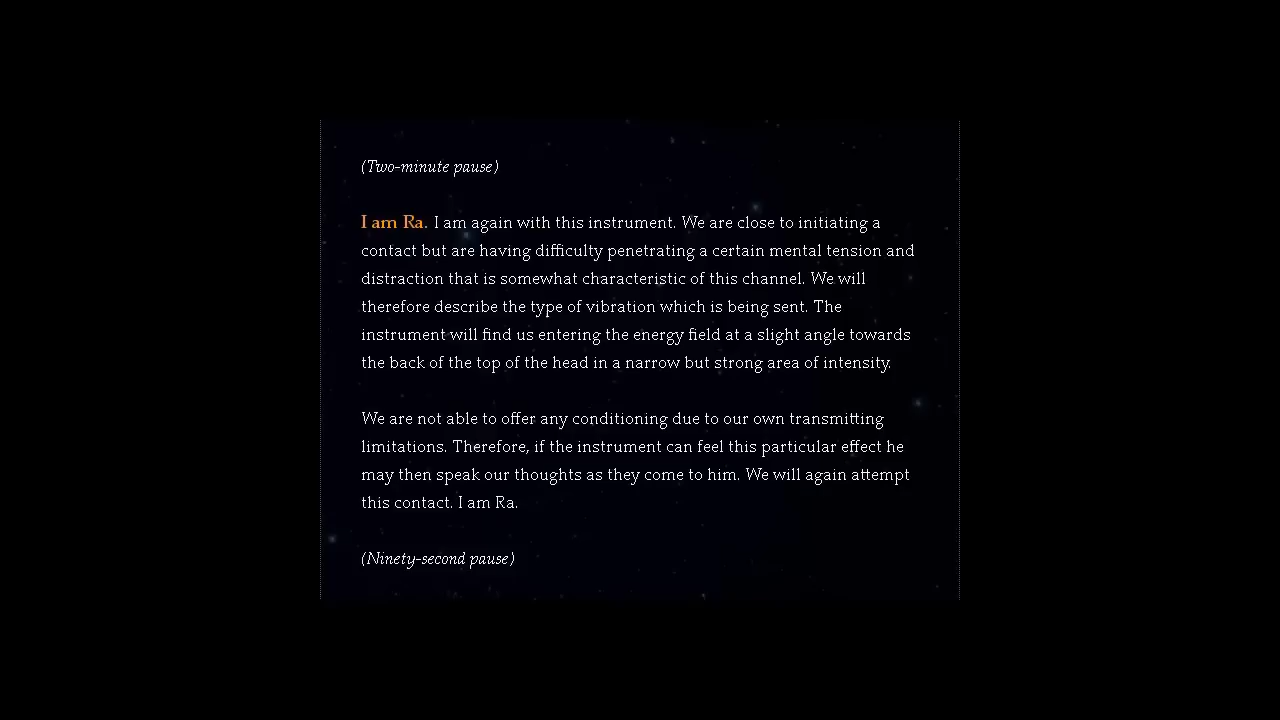 (Two-minute pause)
I am Ra. I am again with this instrument. We are close to initiating a
contact but are having difficulty penetrating a certain mental tension and
distraction that is somewhat characteristic of this channel. We will
therefore describe the type of vibration which is being sent. The
instrument will find us entering the energy field at a slight angle towards
the back of the top of the head in a narrow but strong area of intensity.
We are not able to offer any conditioning due to our own transmitting
limitations. Therefore, if the instrument can feel this particular effect he
may then speak our thoughts as they come to him. We will again attempt
this contact. I am Ra.
(Ninety-second pause)